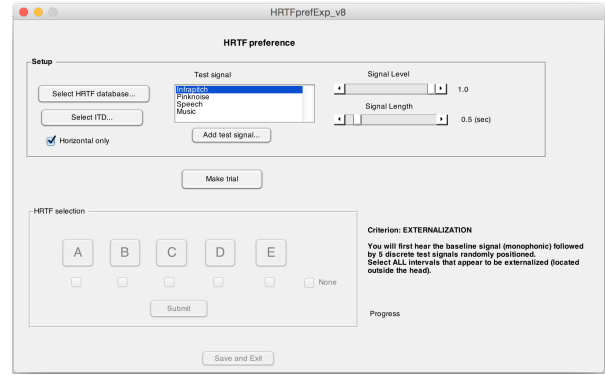 HRTFprefExp_v8
HRTF preference
Setup
Test signal
Signal Level
Select HRTF database...
Infrapitch
Pinknoise
Speech
Music
1.0
Signal Length
Select ITD...
0.5 (sec)
Horizontal only
Add test signal...
Make trial
HRTF selection
A B C D E
None
Submit
Criterion: EXTERNALIZATION
You will first hear the baseline signal (monophonic) followed
by 5 discrete test signals randomly positioned.
Select ALL intervals that appear to be externalized (located
outside the head).
Progress
Save and Exit